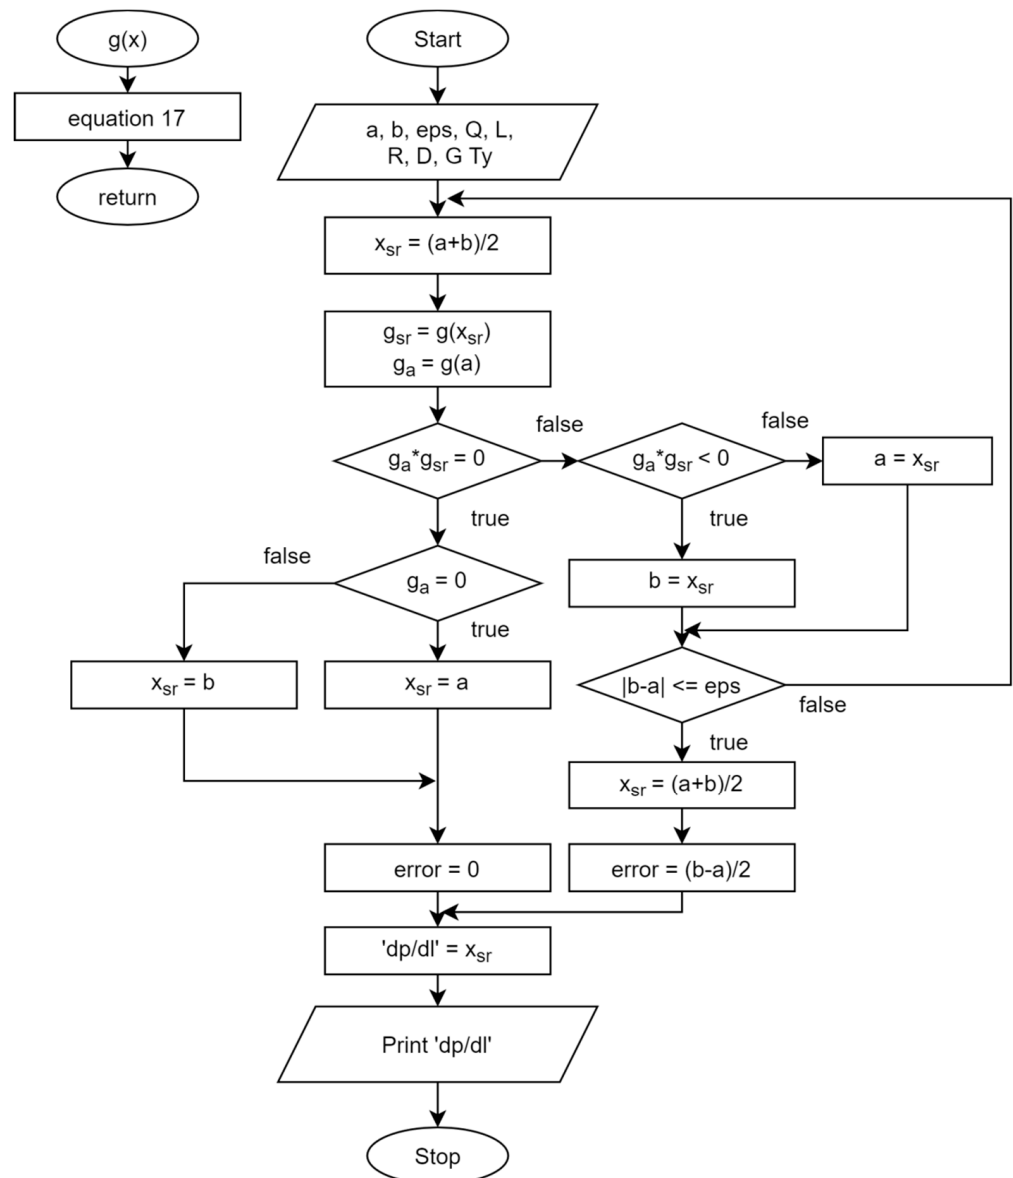 g(x)
equation 17
return
Start
a, b, eps, Q, L,
R, D, G Ty
xsr = (a+b)/2
gsr = g(xsr)
ga = g(a)
ga*gsr = 0
false
ga*gsr < 0
false
a = xsr
true
true
b = xsr
false
ga = 0
true
xsr = b
xsr = a
|b-a| <= eps
false
true
xsr = (a+b)/2
error = 0
error = (b-a)/2
'dp/dl' = xsr
Print 'dp/dl'
Stop